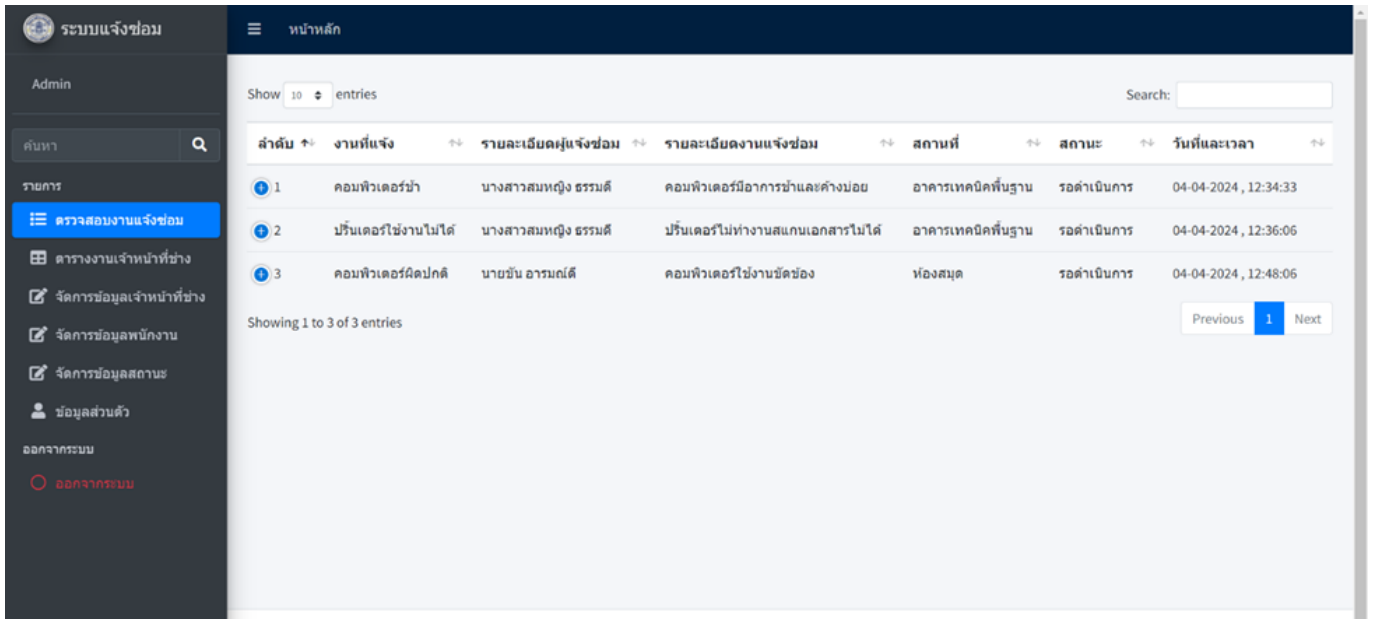 ระบบแจ้งซ่อม
หน้าหลัก
Admin
ค้นหา
รายการ
ตรวจสอบงานแจ้งซ่อม
ตารางงานเจ้าหน้าที่ช่าง
จัดการข้อมูลเจ้าหน้าที่ช่าง
จัดการข้อมูลพนักงาน
จัดการข้อมูลสถานะ
ข้อมูลส่วนตัว
ออกจากระบบ
ออกจากระบบ
Show 10 entries Search:
ลำดับ งานที่แจ้ง รายละเอียดผู้แจ้งซ่อม รายละเอียดงานแจ้งซ่อม สถานที่ สถานะ วันที่และเวลา
1 คอมพิวเตอร์ช้า นางสาวสมหญิง ธรรมดี คอมพิวเตอร์มีอาการช้าและค้างบ่อย อาคารเทคนิคพื้นฐาน รอดำเนินการ 04-04-2024 , 12:34:33
2 ปริ้นเตอร์ใช้งานไม่ได้ นางสาวสมหญิง ธรรมดี ปริ้นเตอร์ไม่ทำงานสแกนเอกสารไม่ได้ อาคารเทคนิคพื้นฐาน รอดำเนินการ 04-04-2024 , 12:36:06
3 คอมพิวเตอร์ผิดปกติ นายขัน อารมณ์ดี คอมพิวเตอร์ใช้งานขัดข้อง ห้องสมุด รอดำเนินการ 04-04-2024 , 12:48:06
Showing 1 to 3 of 3 entries Previous 1 Next